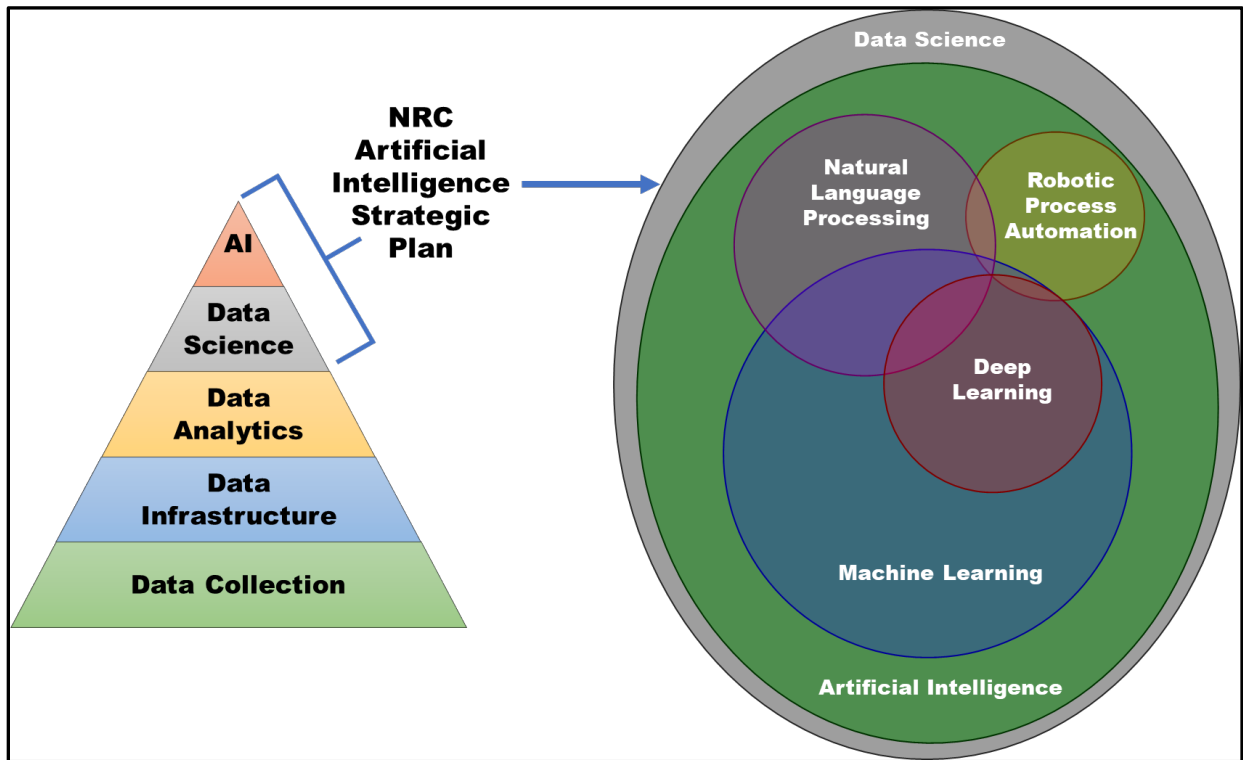 AI
Data
Science
Data
Analytics
Data
Infrastructure
Data Collection
NRC
Artificial
Intelligence
Strategic
Plan
Data Science
Natural
Language
Processing
Robotic
Process
Automation
Deep
Learning
Machine Learning
Artificial Intelligence